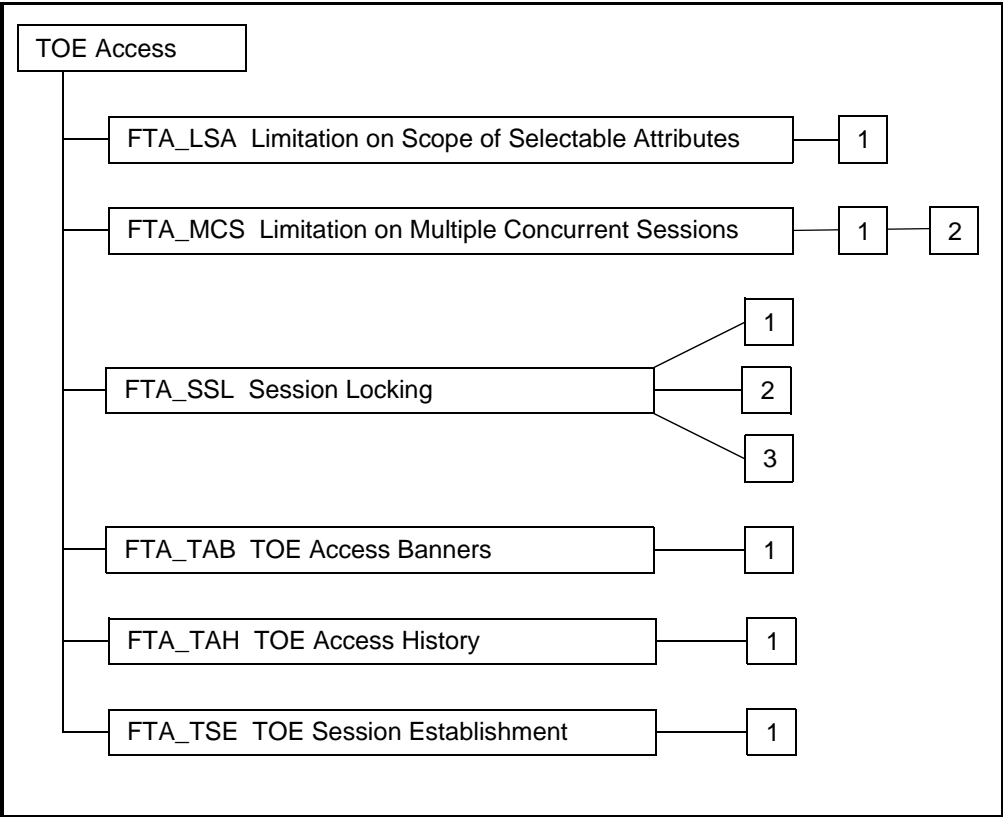 TOE Access
FTA_LSA Limitation on Scope of Selectable Attributes 1
FTA_MCS Limitation on Multiple Concurrent Sessions 1 2
1
FTA_SSL Session Locking 2
3
FTA_TAB TOE Access Banners 1
FTA_TAH TOE Access History 1
FTA_TSE TOE Session Establishment 1